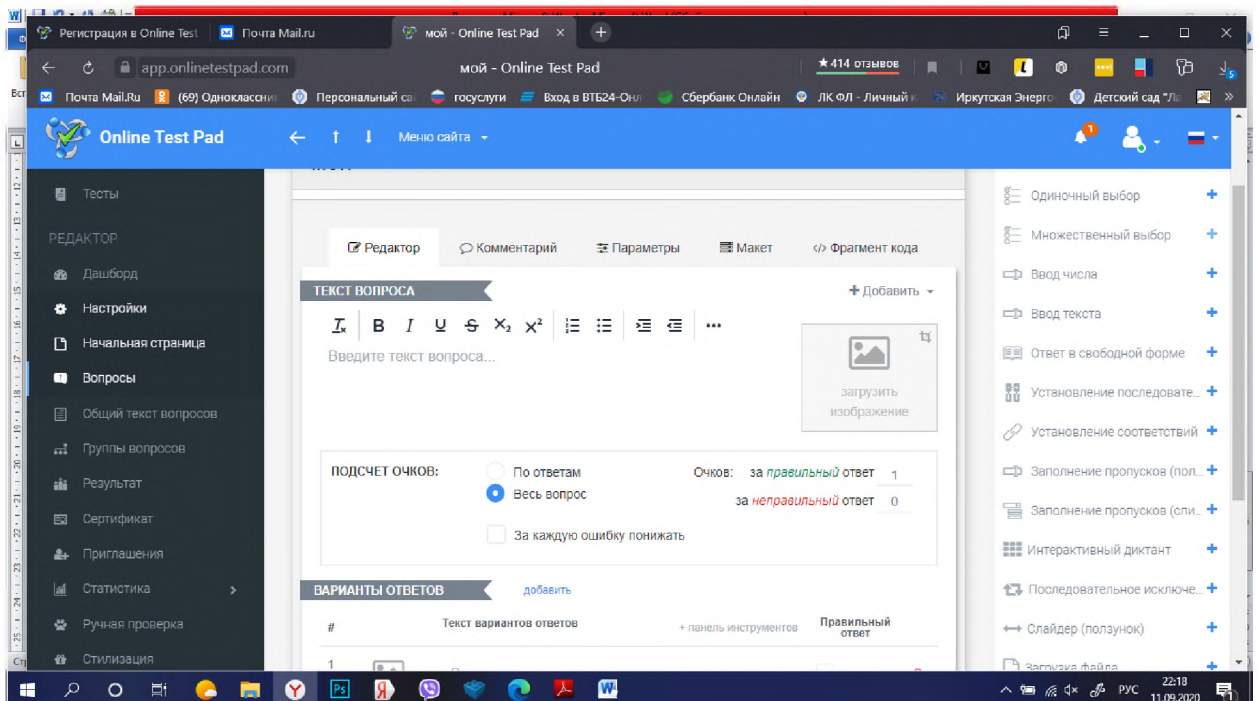 Регистрация в Online Test
Почта Mail.ru
мой - Online Test Pad
app.onlinetestpad.com
мой - Online Test Pad
★414 отзывов
Почта Mail.Ru
(69) Одноклассни
Персональный са
госуслуги
Вход в ВТБ24-Онл
Сбербанк Онлайн
ЛК ФЛ - Личный к
Иркутская Энерго
Детский сад "Ла
Online Test Pad
Меню сайта
1
Тесты
РЕДАКТОР
Дашборд
Настройки
Начальная страница
Вопросы
Общий текст вопросов
Группы вопросов
Результат
Сертификат
Приглашения
Статистика
Ручная проверка
Стилизация
Редактор
Комментарий
Параметры
Макет
</> Фрагмент кода
ТЕКСТ ВОПРОСА
+ Добавить
Введите текст вопроса...
загрузить
изображение
ПОДСЧЕТ ОЧКОВ:
По ответам
Весь вопрос
Очков: за правильный ответ 1
за неправильный ответ 0
За каждую ошибку понижать
ВАРИАНТЫ ОТВЕТОВ
добавить
#
Текст вариантов ответов
+ панель инструментов
Правильный
ответ
1
Одиночный выбор
Множественный выбор
Ввод числа
Ввод текста
Ответ в свободной форме
Установление последовате...
Установление соответствий
Заполнение пропусков (пол...
Заполнение пропусков (спи...
Интерактивный диктант
Последовательное исключе...
Слайдер (ползунок)
Загрузка файла
РУС
22:18
11.09.2020